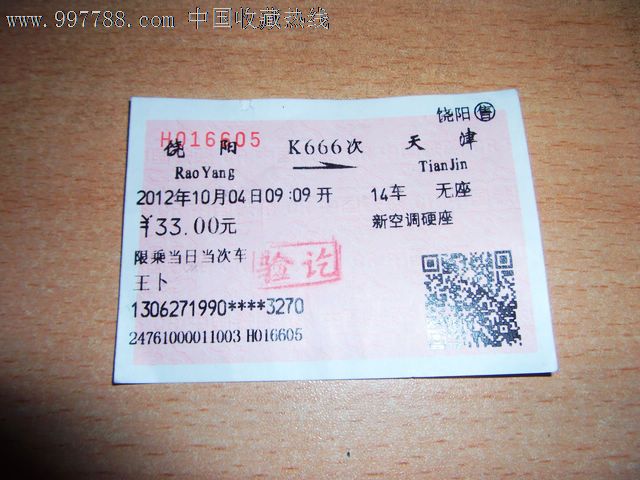 www.997788.com 中国收藏热线
饶阳 售
H016605
饶 阳 K666次 天 津
RaoYang TianJin
2012年10月04日09:09开 14车 无座
￥33.00元 新空调硬座
限乘当日当次车
验讫
王卜
1306271990****3270
24761000011003 H016605